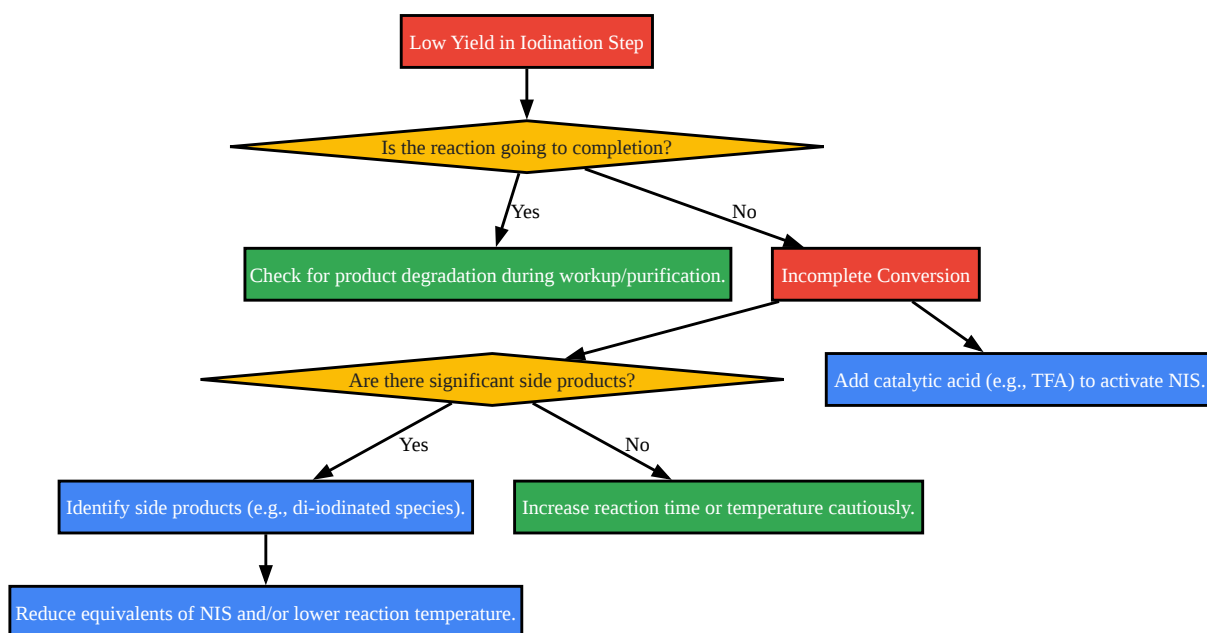 Low Yield in Iodination Step
Is the reaction going to completion?
Yes
No
Check for product degradation during workup/purification.
Incomplete Conversion
Are there significant side products?
Add catalytic acid (e.g., TFA) to activate NIS.
Yes
No
Identify side products (e.g., di-iodinated species).
Increase reaction time or temperature cautiously.
Reduce equivalents of NIS and/or lower reaction temperature.